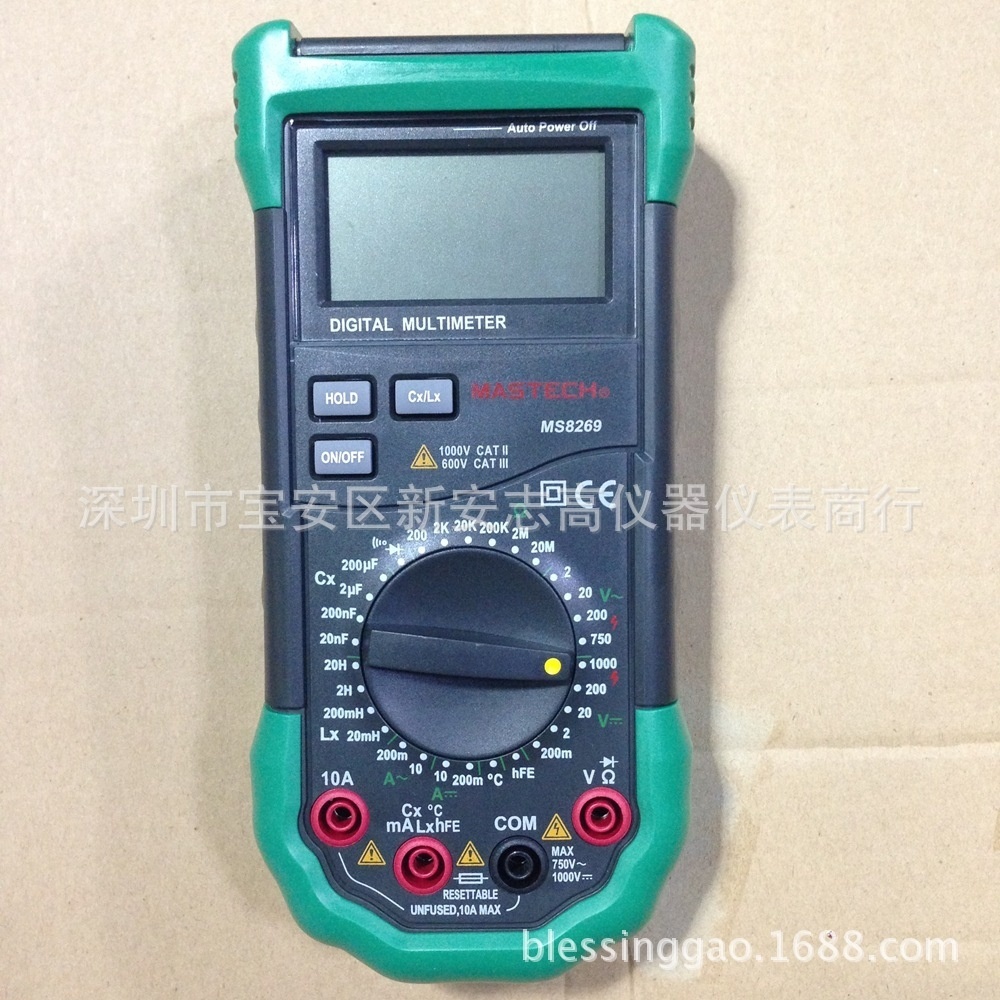 Auto Power Off
DIGITAL MULTIMETER
HOLD
Cx/Lx
MASTECH®
MS8269
ON/OFF
1000V CAT II
600V CAT III
CE
深圳市宝安区新安志高仪器仪表商行
200
2K
20K
200K
2M
20M
2
20
V~
200
750
1000
200
20
V⎓
2
200m
hFE
°C
200m
10
A⎓
10
A~
200m
20mH
Lx
200mH
2H
20H
20nF
200nF
2µF
Cx
200µF
10A
Cx °C
mA LxhFE
COM
V Ω
MAX
750V~
1000V⎓
RESETTABLE
UNFUSED,10A MAX
blessinggao.1688.com